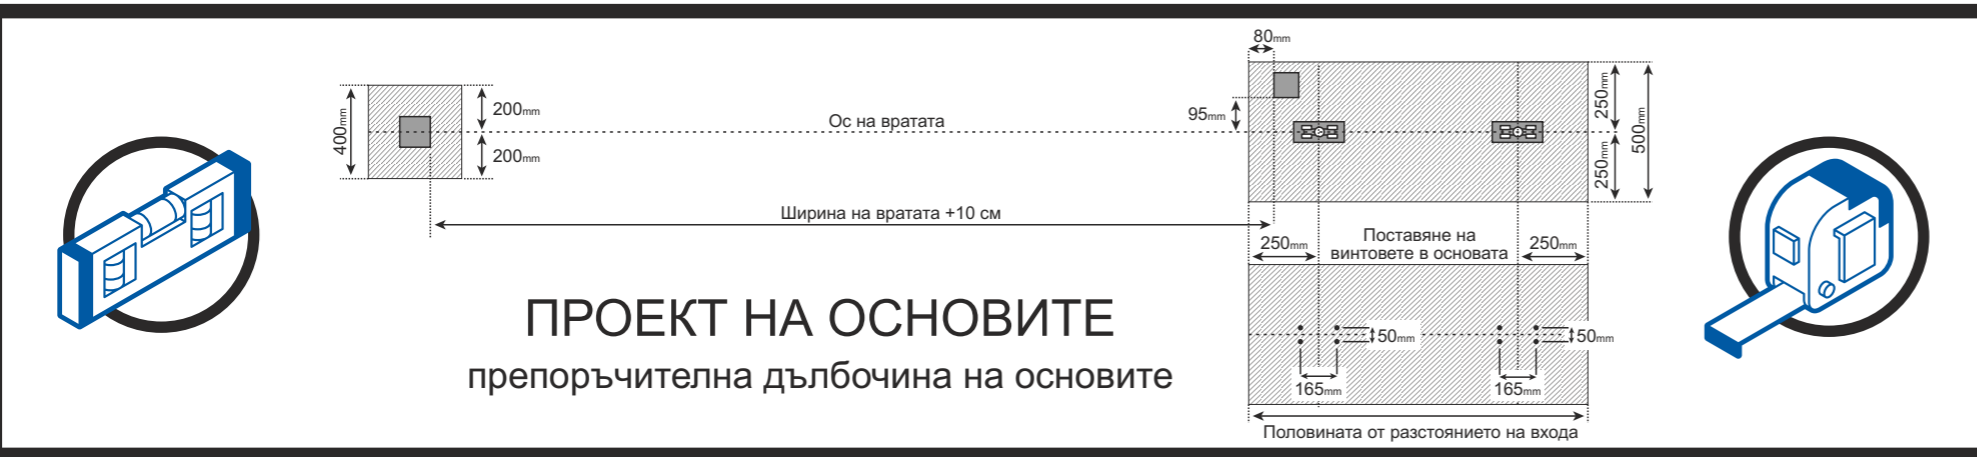 80mm
400mm
200mm
200mm
Ос на вратата
95mm
250mm
250mm
500mm
Ширина на вратата +10 см
250mm
Поставяне на
винтовете в основата
250mm
ПРОЕКТ НА ОСНОВИТЕ
препоръчителна дълбочина на основите
50mm
50mm
165mm
165mm
Половината от разстоянието на входа